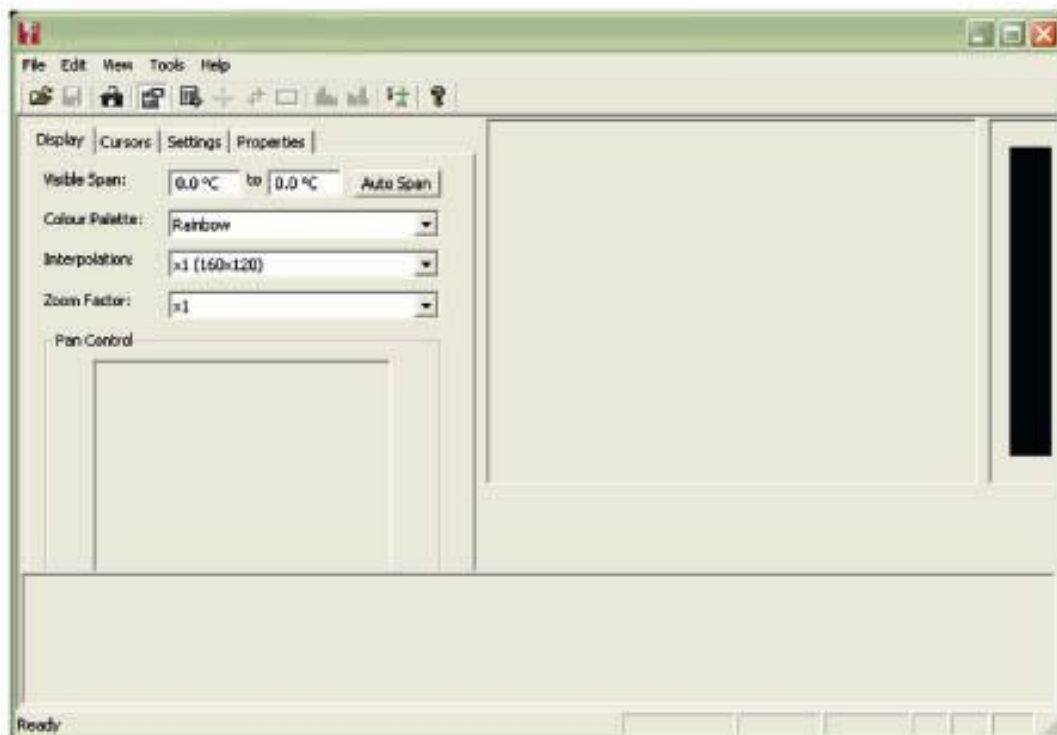 File Edit View Tools Help
Display Cursors Settings Properties
Visible Span: 0.0 °C to 0.0 °C Auto Span
Colour Palette: Rainbow
Interpolation: x1 (160x120)
Zoom Factor: x1
Pan Control
Ready